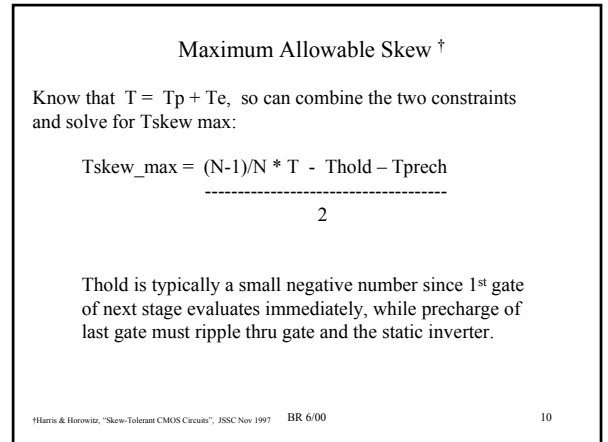 Maximum Allowable Skew †
Know that T = Tp + Te, so can combine the two constraints
and solve for Tskew max:
Tskew_max = (N-1)/N * T - Thold – Tprech
-------------------------------------
2
Thold is typically a small negative number since 1st gate
of next stage evaluates immediately, while precharge of
last gate must ripple thru gate and the static inverter.
†Harris & Horowitz, "Skew-Tolerant CMOS Circuits", JSSC Nov 1997 BR 6/00 10